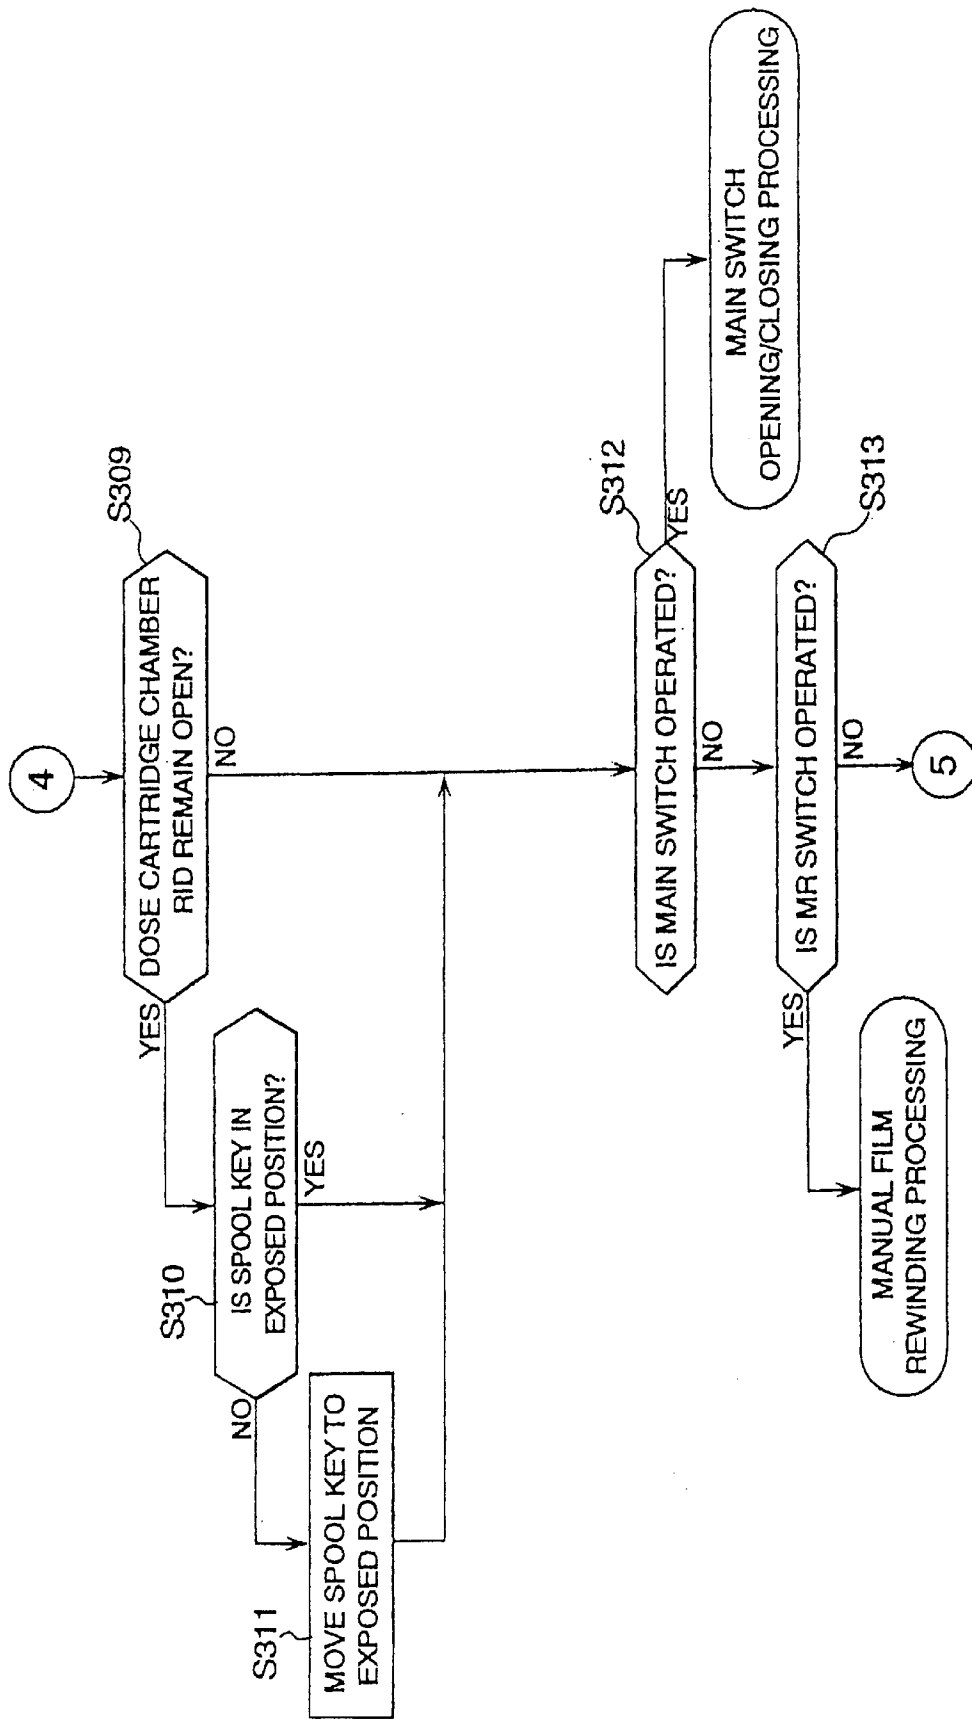 4
S309
DOSE CARTRIDGE CHAMBER
RID REMAIN OPEN?
YES
NO
S310
IS SPOOL KEY IN
EXPOSED POSITION?
NO
YES
S311
MOVE SPOOL KEY TO
EXPOSED POSITION
S312
IS MAIN SWITCH OPERATED?
YES
NO
MAIN SWITCH
OPENING/CLOSING PROCESSING
S313
IS MR SWITCH OPERATED?
YES
NO
MANUAL FILM
REWINDING PROCESSING
5